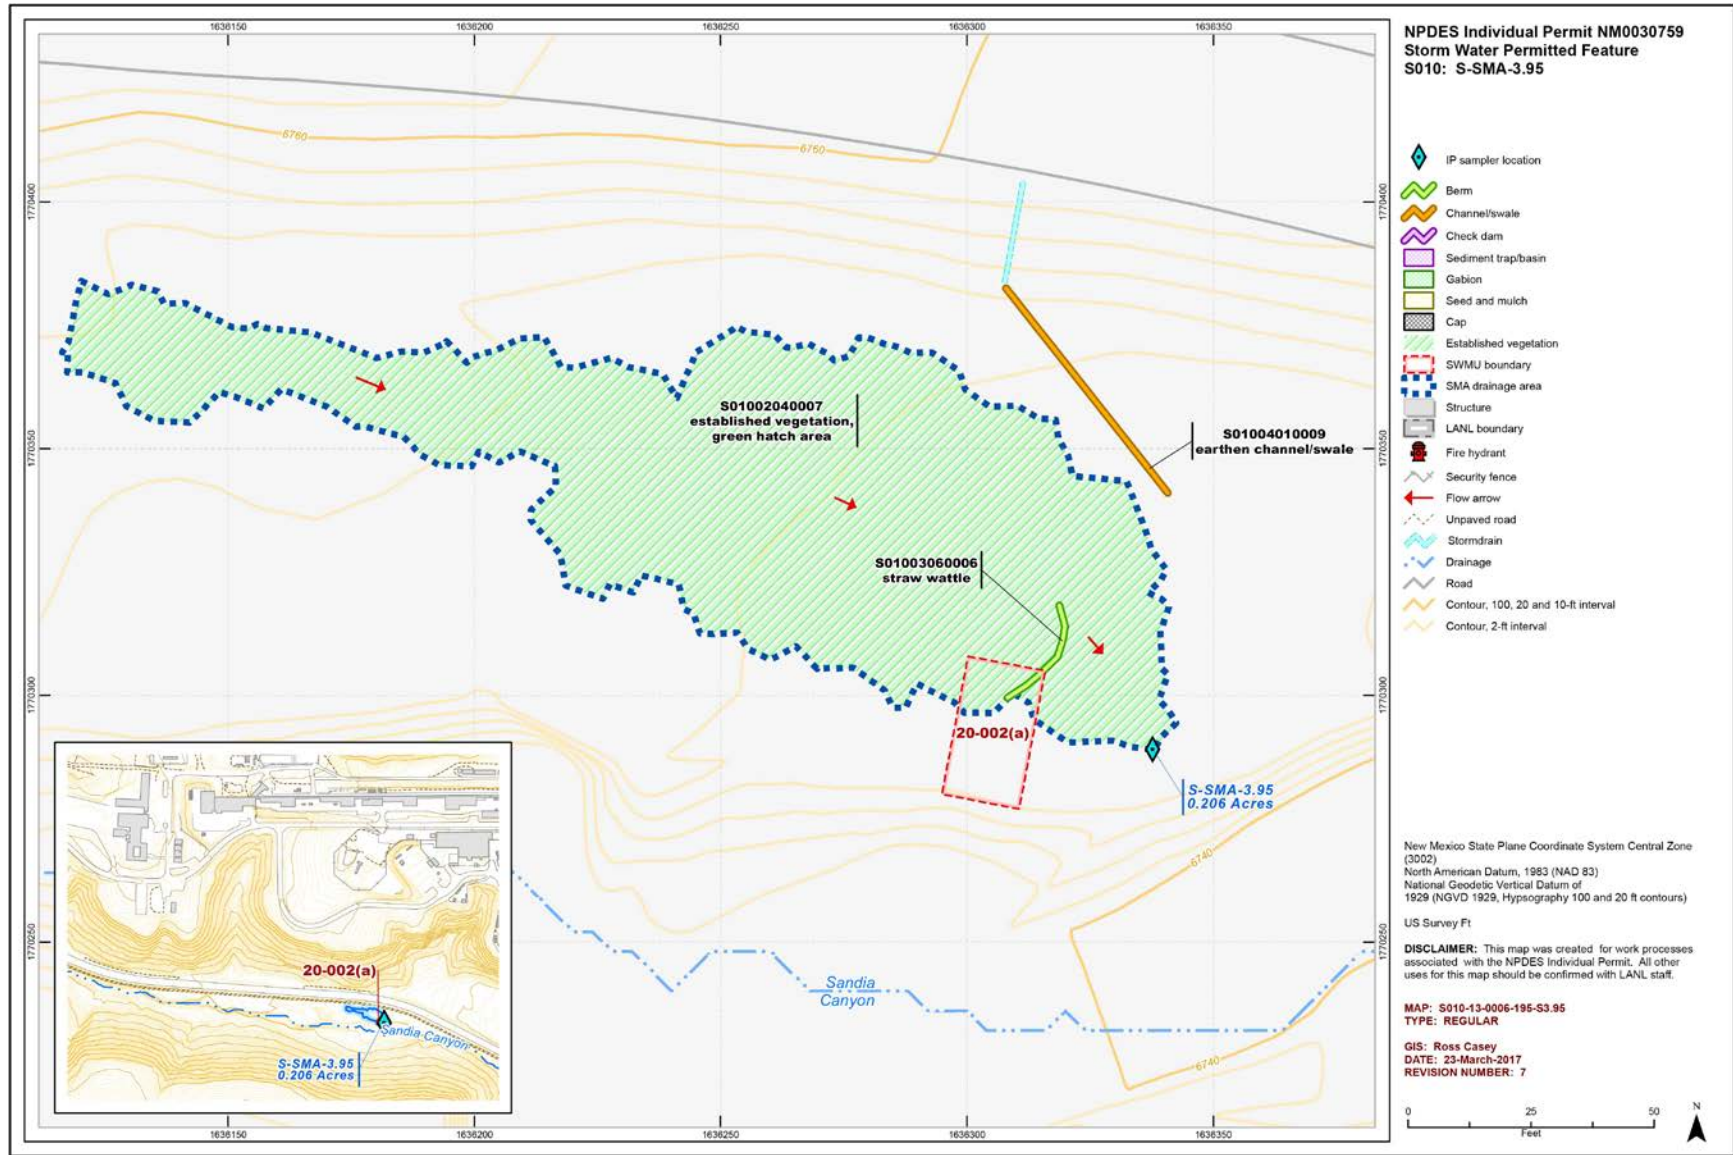 NPDES Individual Permit NM0030759
Storm Water Permitted Feature
S010: S-SMA-3.95
1636150
1636200
1636250
1636300
1636350
1770400
1770400
6760
6760
S01002040007
established vegetation,
green hatch area
S01004010009
earthen channel/swale
1770350
1770350
S01003060006
straw wattle
1770300
1770300
20-002(a)
S-SMA-3.95
0.206 Acres
6740
1770250
1770250
Sandia
Canyon
6740
20-002(a)
Sandia Canyon
S-SMA-3.95
0.206 Acres
1636150
1636200
1636250
1636300
1636350
IP sampler location
Berm
Channel/swale
Check dam
Sediment trap/basin
Gabion
Seed and mulch
Cap
Established vegetation
SWMU boundary
SMA drainage area
Structure
LANL boundary
Fire hydrant
Security fence
Flow arrow
Unpaved road
Stormdrain
Drainage
Road
Contour, 100, 20 and 10-ft interval
Contour, 2-ft interval
New Mexico State Plane Coordinate System Central Zone
(3002)
North American Datum, 1983 (NAD 83)
National Geodetic Vertical Datum of
1929 (NGVD 1929, Hypsography 100 and 20 ft contours)
US Survey Ft
DISCLAIMER: This map was created for work processes
associated with the NPDES Individual Permit. All other
uses for this map should be confirmed with LANL staff.
MAP: S010-13-0006-195-S3.95
TYPE: REGULAR
GIS: Ross Casey
DATE: 23-March-2017
REVISION NUMBER: 7
0 25 50
Feet
N